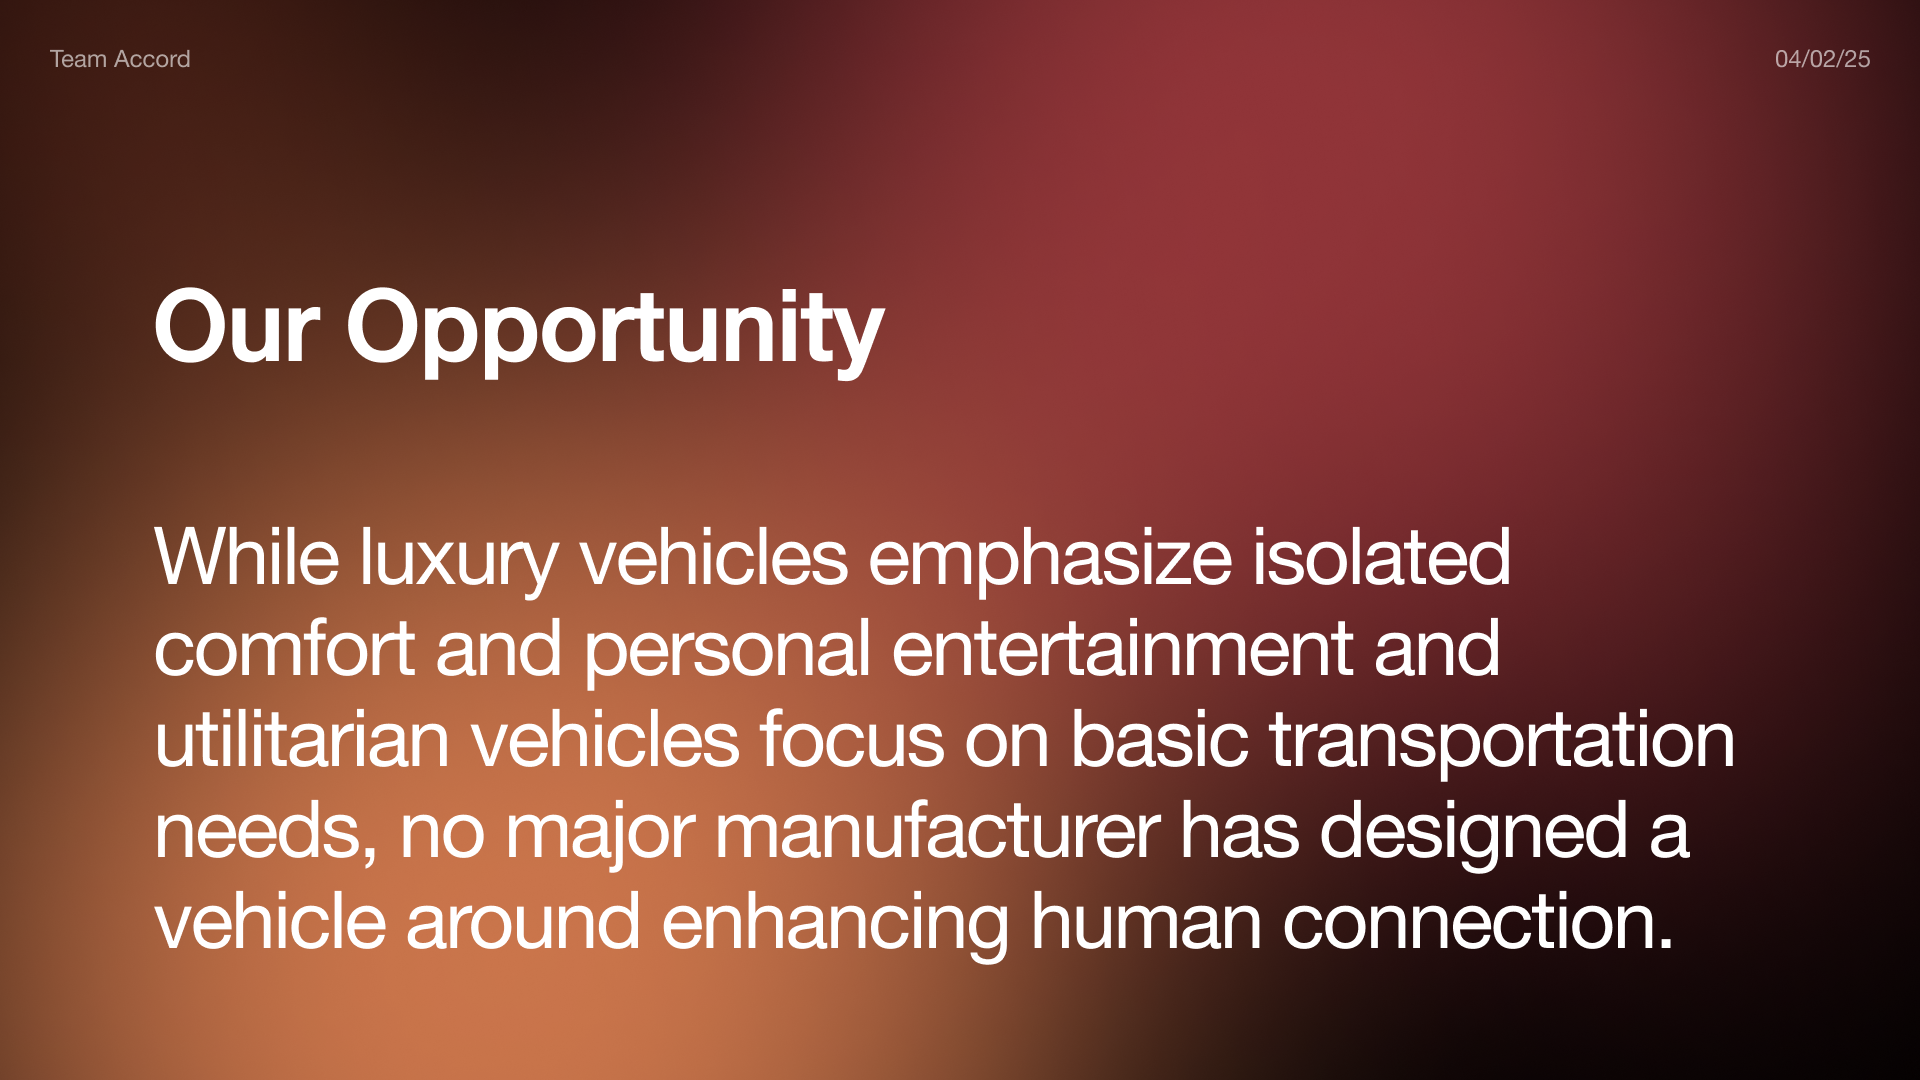 Team Accord
04/02/25
Our Opportunity
While luxury vehicles emphasize isolated
comfort and personal entertainment and
utilitarian vehicles focus on basic transportation
needs, no major manufacturer has designed a
vehicle around enhancing human connection.